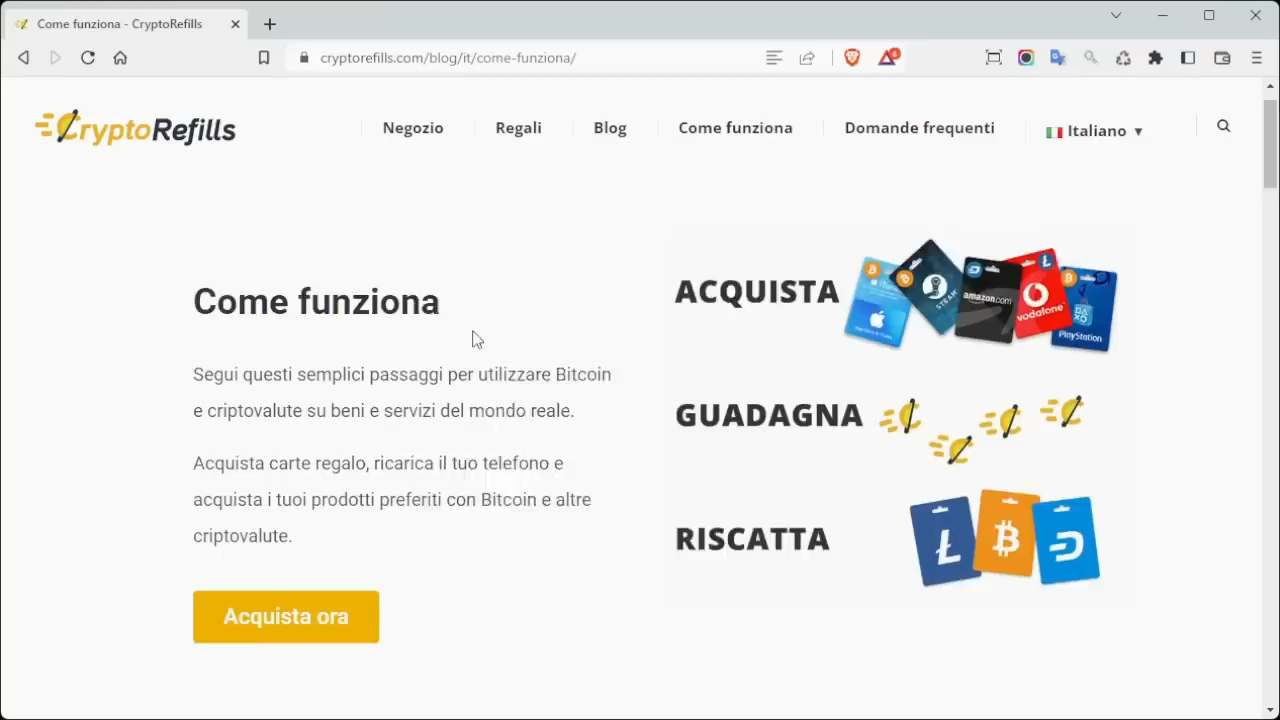 Come funziona - CryptoRefills
cryptorefills.com/blog/it/come-funziona/
6
CryptoRefills
Negozio
Regali
Blog
Come funziona
Domande frequenti
Italiano ▼
Come funziona
Segui questi semplici passaggi per utilizzare Bitcoin
e criptovalute su beni e servizi del mondo reale.
Acquista carte regalo, ricarica il tuo telefono e
acquista i tuoi prodotti preferiti con Bitcoin e altre
criptovalute.
Acquista ora
ACQUISTA
STEAM
amazon.com
vodafone
PlayStation
GUADAGNA
RISCATTA